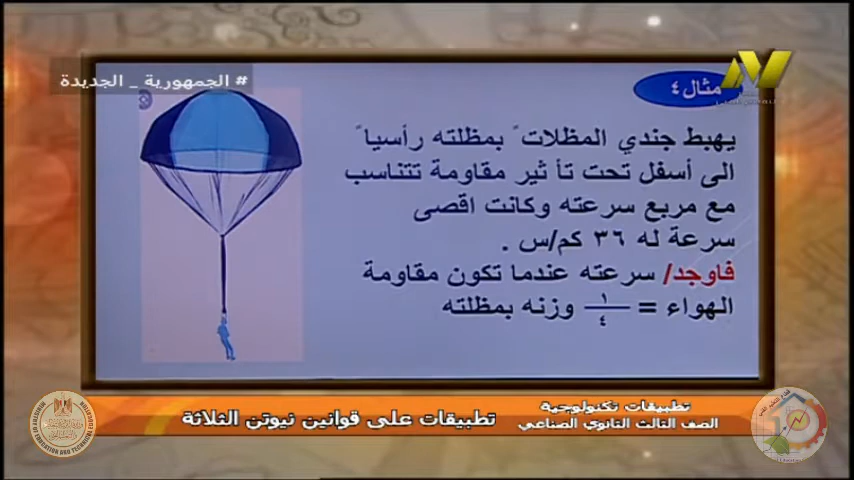 # الجمهورية _ الجديدة
مثال ٤
يهبط جندي المظلات ً بمظلته رأسيا ً
الى أسفل تحت تأ ثير مقاومة تتناسب
مع مربع سرعته وكانت اقصى
سرعة له ٣٦ كم/س .
فاوجد/ سرعته عندما تكون مقاومة
الهواء = ١/٤ وزنه بمظلته
تطبيقات تكنولوجية
الصف الثالث الثانوي الصناعي
تطبيقات على قوانين نيوتن الثلاثة